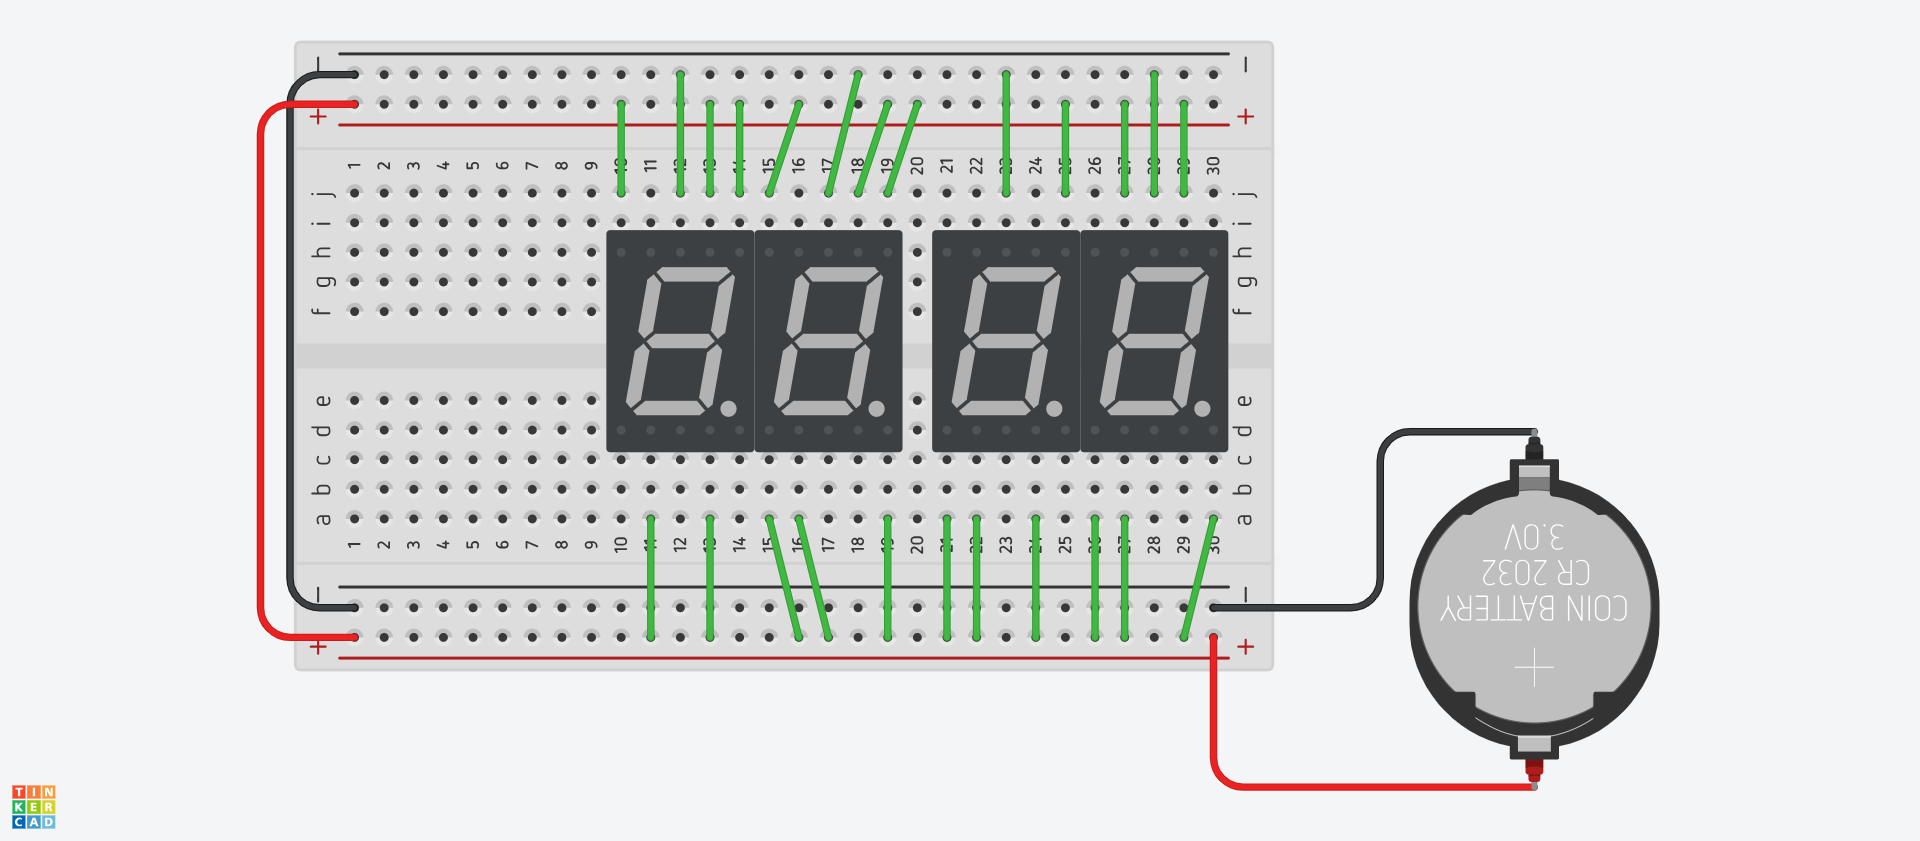 − −
+ +
1 2 3 4 5 6 7 8 9 10 11 12 13 14 15 16 17 18 19 20 21 22 23 24 25 26 27 28 29 30
j j
i i
h h
g g
f f
e e
d d
c c
b b
a a
1 2 3 4 5 6 7 8 9 10 11 12 13 14 15 16 17 18 19 20 21 22 23 24 25 26 27 28 29 30
− −
+ +
COIN BATTERY
CR 2032
3.0V
TIN
KER
CAD